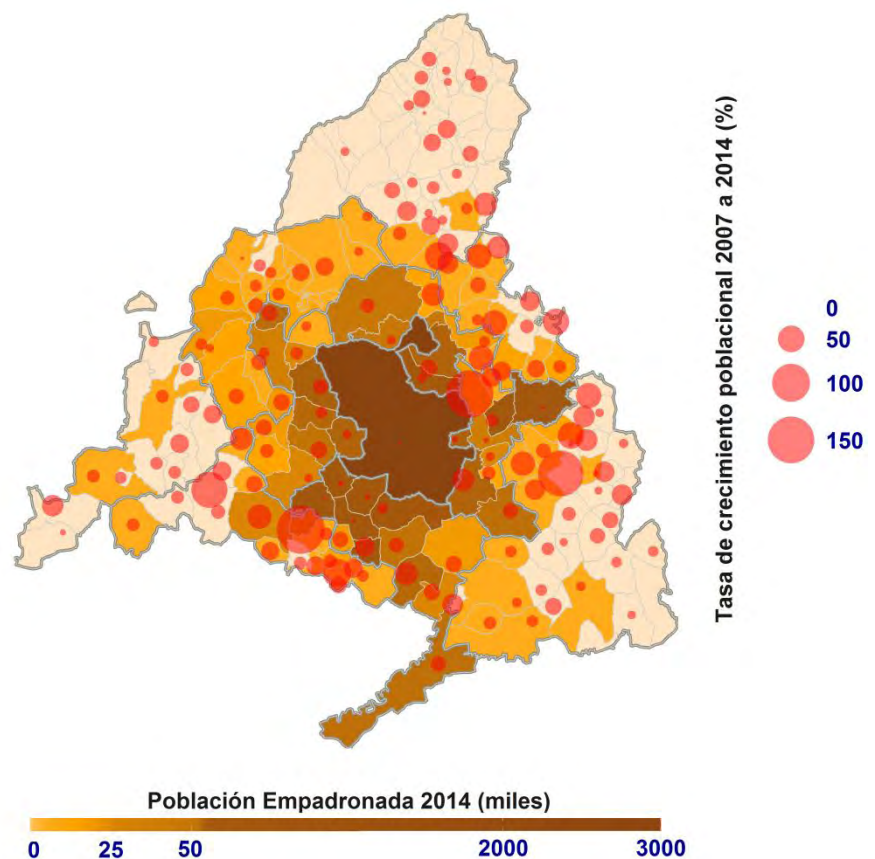 Tasa de crecimiento poblacional 2007 a 2014 (%)
0
50
100
150
Población Empadronada 2014 (miles)
0 25 50 2000 3000